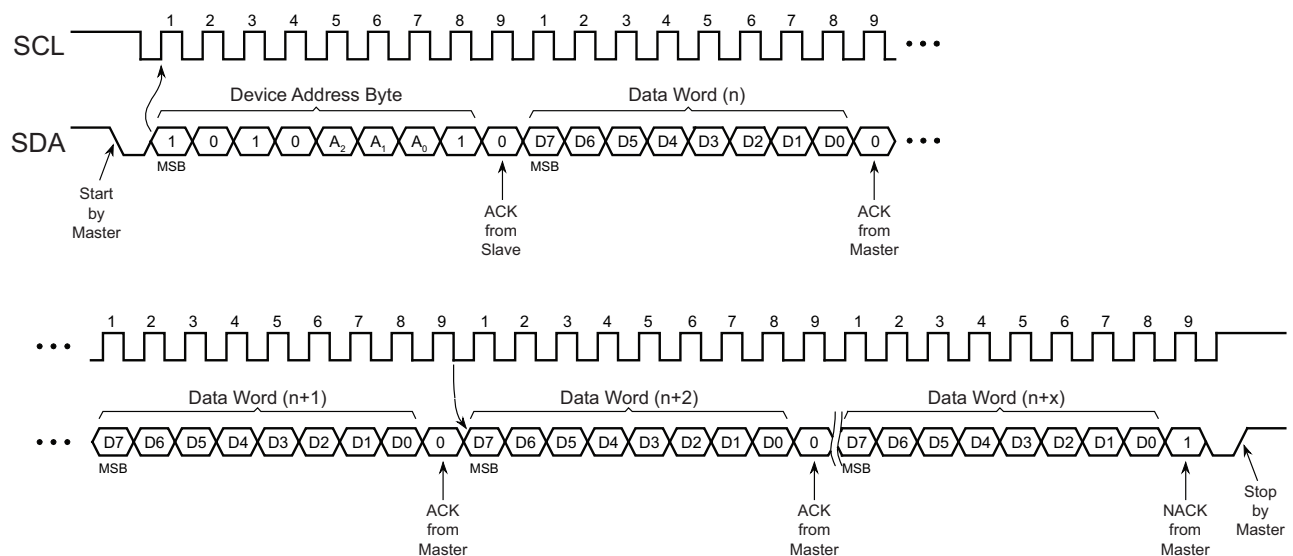 1 2 3 4 5 6 7 8 9 1 2 3 4 5 6 7 8 9
SCL
Device Address Byte Data Word (n)
SDA 1 0 1 0 A2 A1 A0 1 0 D7 D6 D5 D4 D3 D2 D1 D0 0
MSB MSB
Start
by
Master
ACK
from
Slave
ACK
from
Master
1 2 3 4 5 6 7 8 9 1 2 3 4 5 6 7 8 9 1 2 3 4 5 6 7 8 9
Data Word (n+1) Data Word (n+2) Data Word (n+x)
D7 D6 D5 D4 D3 D2 D1 D0 0 D7 D6 D5 D4 D3 D2 D1 D0 0 D7 D6 D5 D4 D3 D2 D1 D0 1
MSB MSB MSB
ACK
from
Master
ACK
from
Master
NACK
from
Master
Stop
by
Master